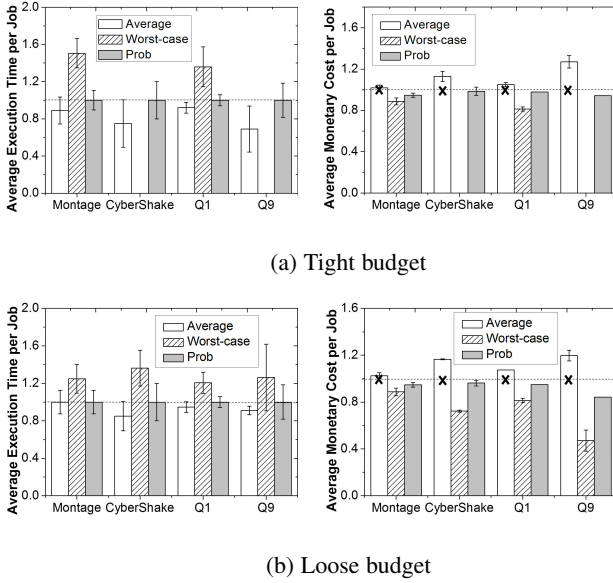 Average Execution Time per Job
2.0
1.6
1.2
0.8
0.4
0.0
Average
Worst-case
Prob
Montage CyberShake Q1 Q9
Average Monetary Cost per Job
1.6
1.2
0.8
0.4
0.0
Average
Worst-case
Prob
x x x x
Montage CyberShake Q1 Q9
(a) Tight budget
Average Execution Time per Job
2.0
1.6
1.2
0.8
0.4
0.0
Average
Worst-case
Prob
Montage CyberShake Q1 Q9
Average Monetary Cost per Job
1.6
1.2
0.8
0.4
0.0
Average
Worst-case
Prob
x x x x
Montage CyberShake Q1 Q9
(b) Loose budget